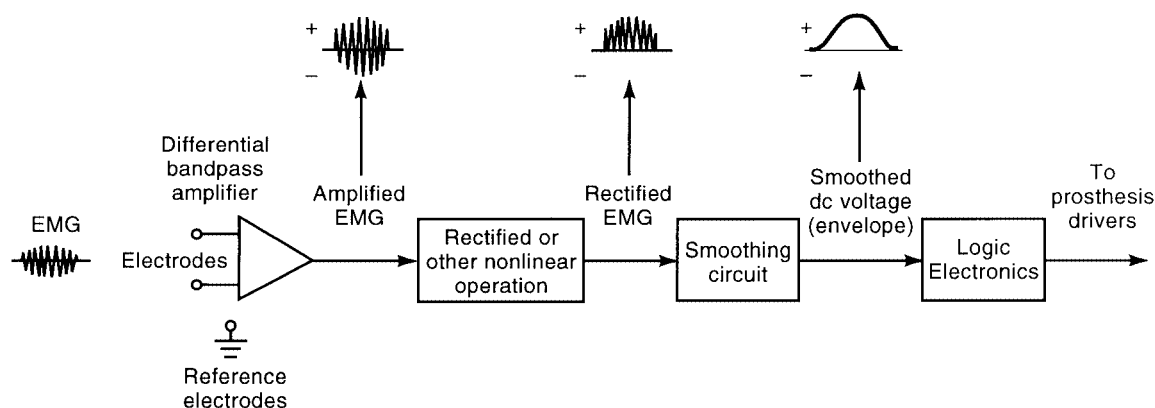 +
−
+
−
+
−
Differential
bandpass
amplifier
Amplified
EMG
Rectified
EMG
Smoothed
dc voltage
(envelope)
To
prosthesis
drivers
EMG
Electrodes
Rectified or
other nonlinear
operation
Smoothing
circuit
Logic
Electronics
Reference
electrodes